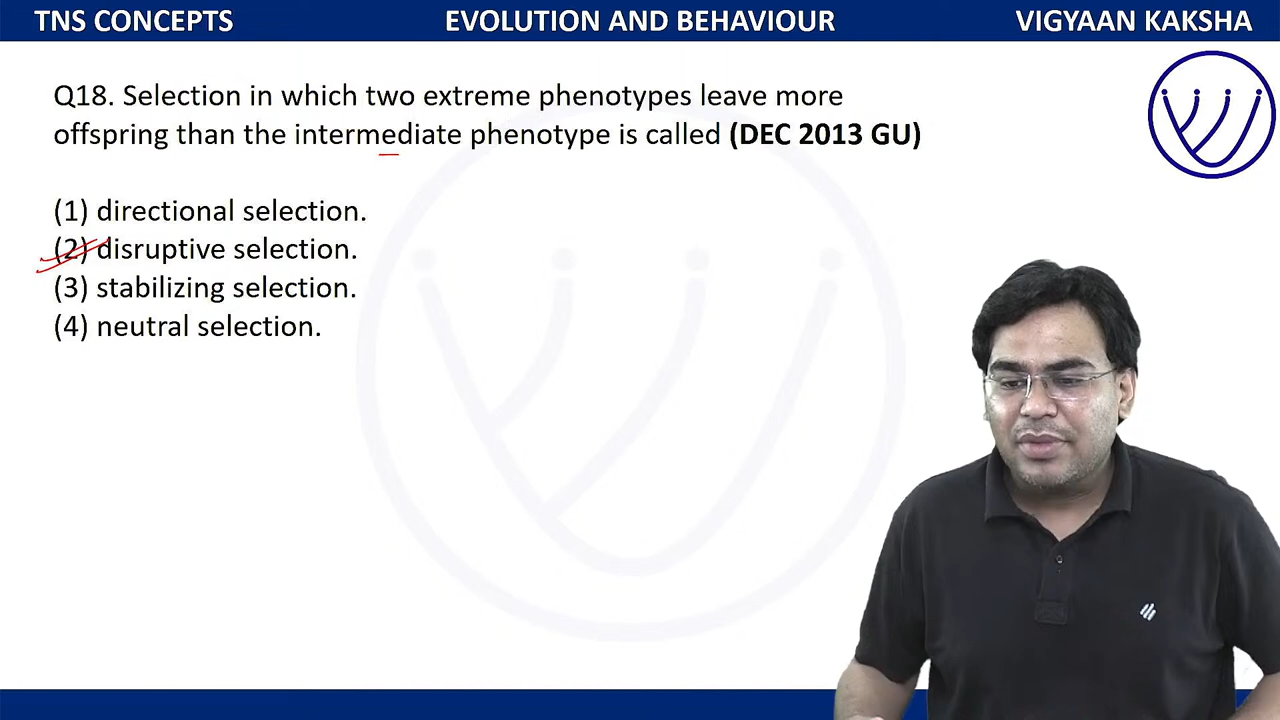 TNS CONCEPTS EVOLUTION AND BEHAVIOUR VIGYAAN KAKSHA
Q18. Selection in which two extreme phenotypes leave more
offspring than the intermediate phenotype is called (DEC 2013 GU)
(1) directional selection.
(2) disruptive selection.
(3) stabilizing selection.
(4) neutral selection.